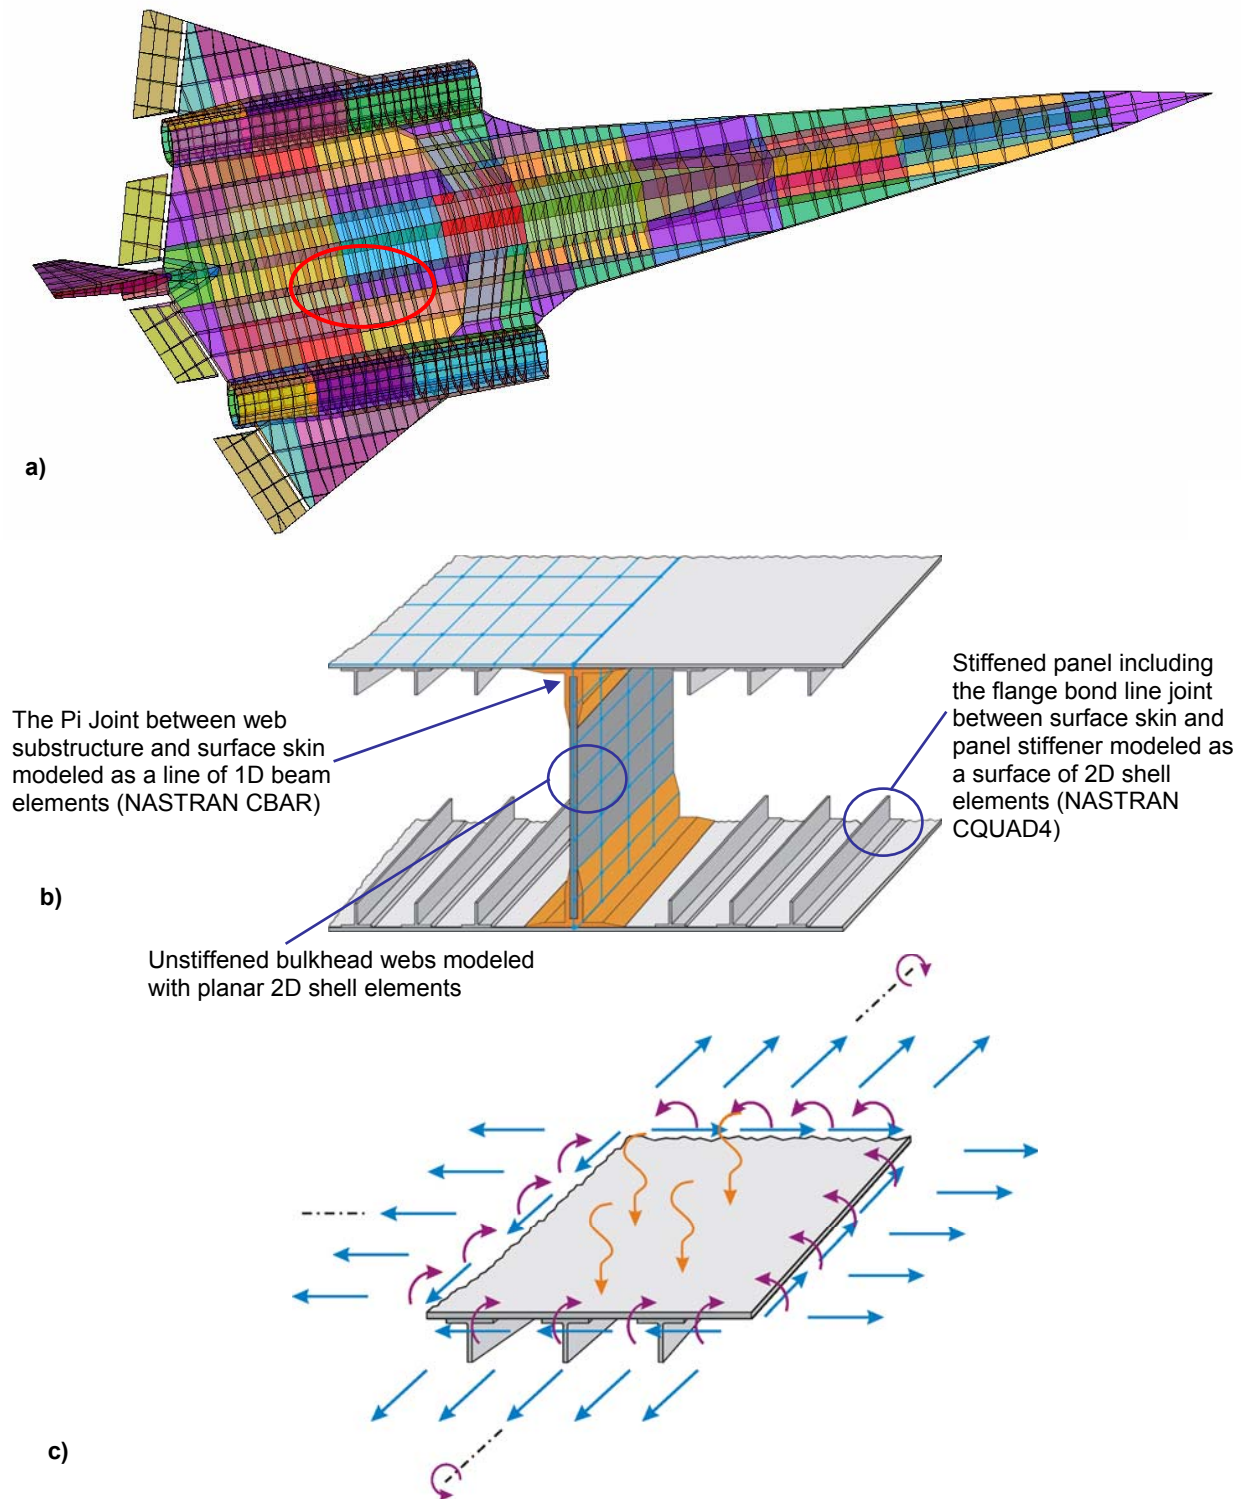 a)
Stiffened panel including
the flange bond line joint
between surface skin and
panel stiffener modeled as
a surface of 2D shell
elements (NASTRAN
CQUAD4)
The Pi Joint between web
substructure and surface skin
modeled as a line of 1D beam
elements (NASTRAN CBAR)
b)
Unstiffened bulkhead webs modeled
with planar 2D shell elements
c)